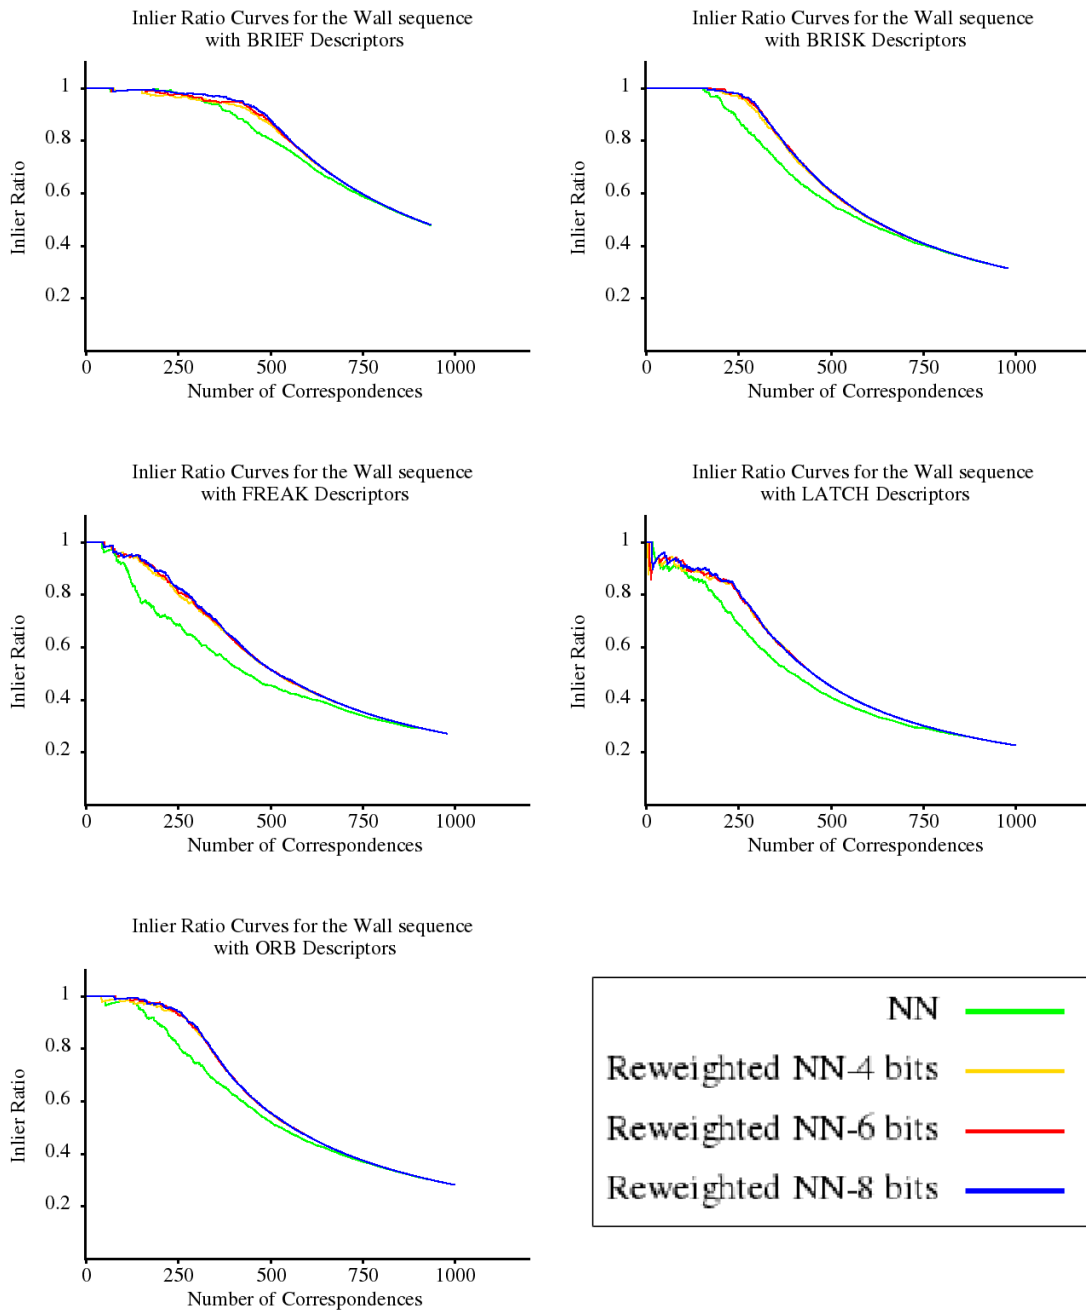 Inlier Ratio Curves for the Wall sequence
with BRIEF Descriptors
1
0.8
0.6
0.4
0.2
Inlier Ratio
0 250 500 750 1000
Number of Correspondences
Inlier Ratio Curves for the Wall sequence
with BRISK Descriptors
1
0.8
0.6
0.4
0.2
Inlier Ratio
0 250 500 750 1000
Number of Correspondences
Inlier Ratio Curves for the Wall sequence
with FREAK Descriptors
1
0.8
0.6
0.4
0.2
Inlier Ratio
0 250 500 750 1000
Number of Correspondences
Inlier Ratio Curves for the Wall sequence
with LATCH Descriptors
1
0.8
0.6
0.4
0.2
Inlier Ratio
0 250 500 750 1000
Number of Correspondences
Inlier Ratio Curves for the Wall sequence
with ORB Descriptors
1
0.8
0.6
0.4
0.2
Inlier Ratio
0 250 500 750 1000
Number of Correspondences
NN
Reweighted NN-4 bits
Reweighted NN-6 bits
Reweighted NN-8 bits